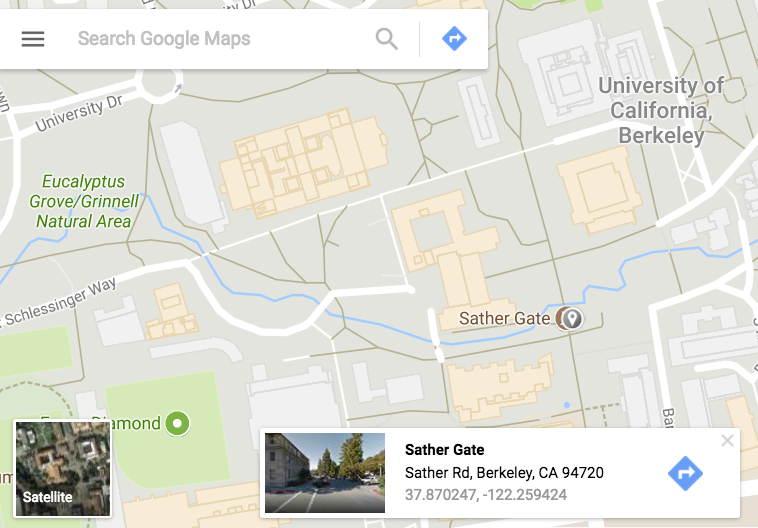 Search Google Maps
University Dr
University of
California,
Berkeley
Eucalyptus
Grove/Grinnell
Natural Area
Schlessinger Way
Sather Gate
Diamond
Satellite
Sather Gate
Sather Rd, Berkeley, CA 94720
37.870247, -122.259424